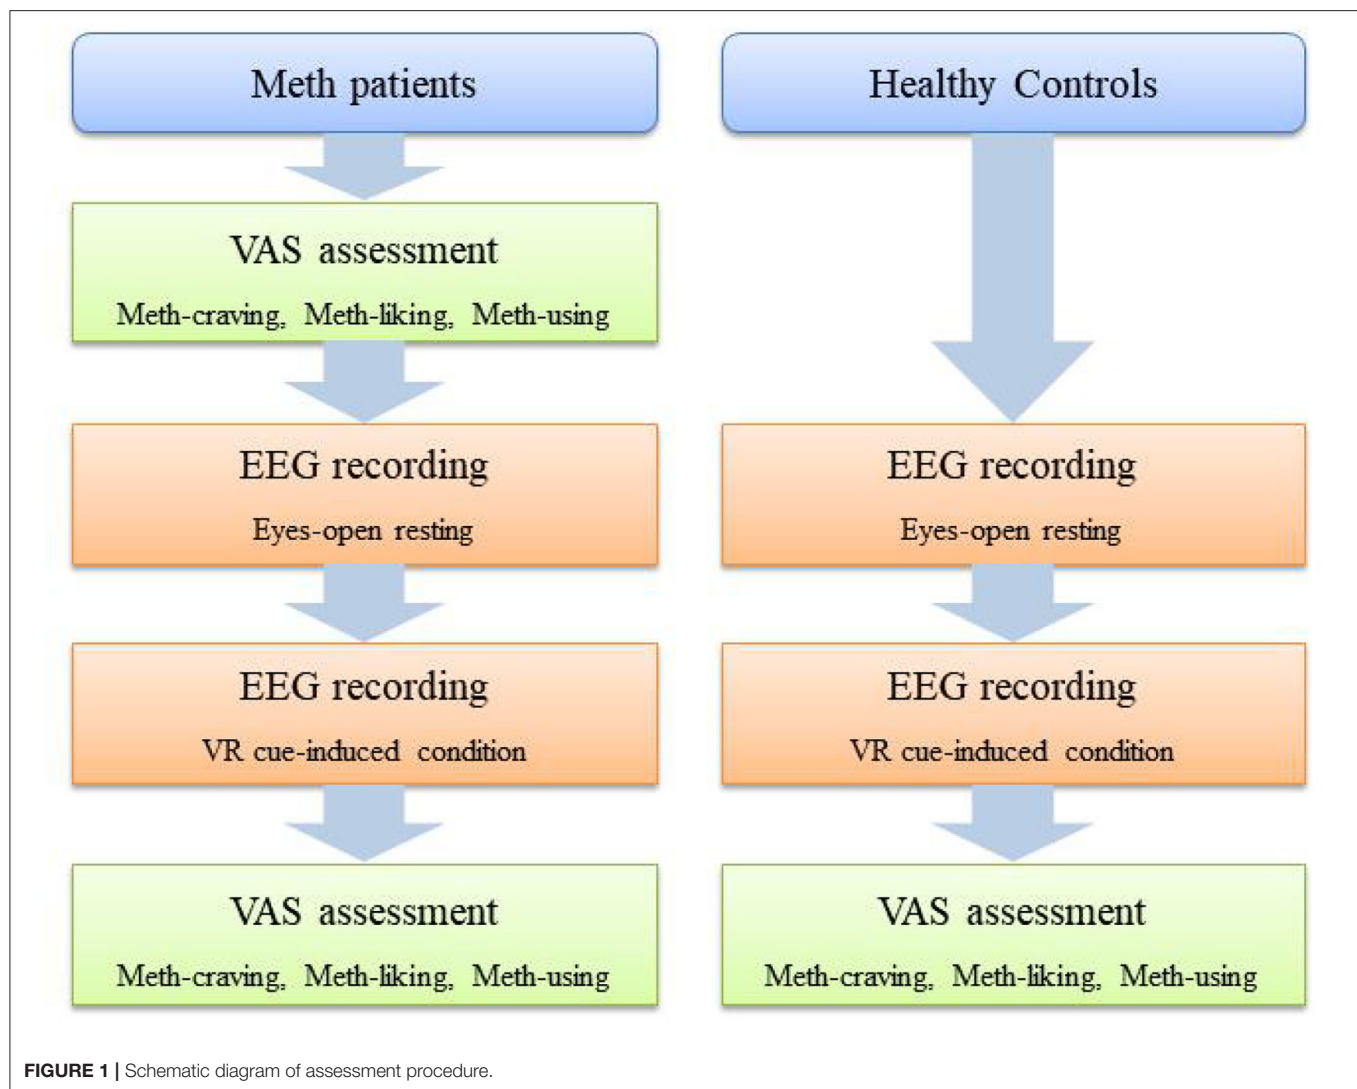 Meth patients
Healthy Controls
VAS assessment
Meth-craving, Meth-liking, Meth-using
EEG recording
Eyes-open resting
EEG recording
Eyes-open resting
EEG recording
VR cue-induced condition
EEG recording
VR cue-induced condition
VAS assessment
Meth-craving, Meth-liking, Meth-using
VAS assessment
Meth-craving, Meth-liking, Meth-using
FIGURE 1 | Schematic diagram of assessment procedure.